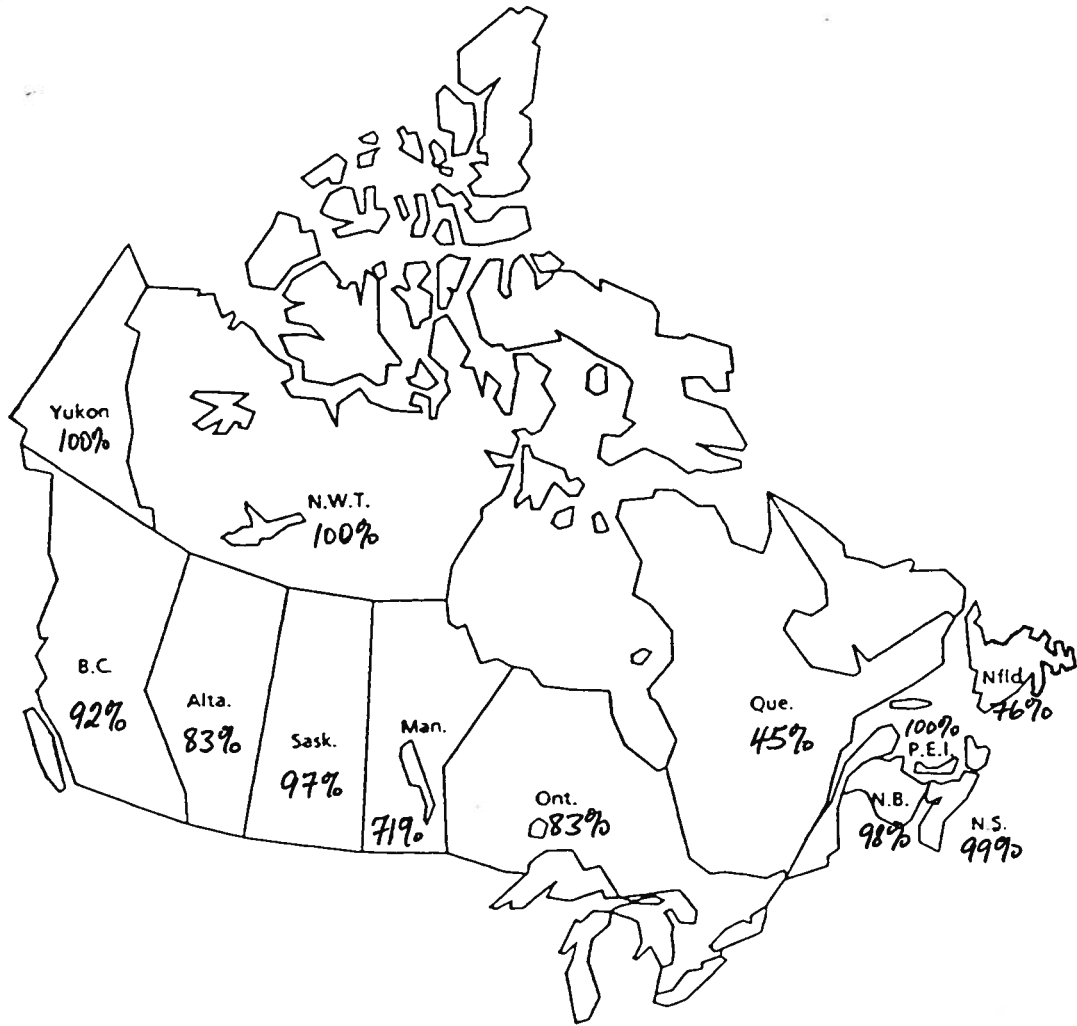 Yukon
100%
N.W.T.
100%
B.C.
92%
Alta.
83%
Sask.
97%
Man.
71%
Ont.
83%
Que.
45%
Nfld.
76%
100%
P.E.I.
N.B.
98%
N.S.
99%